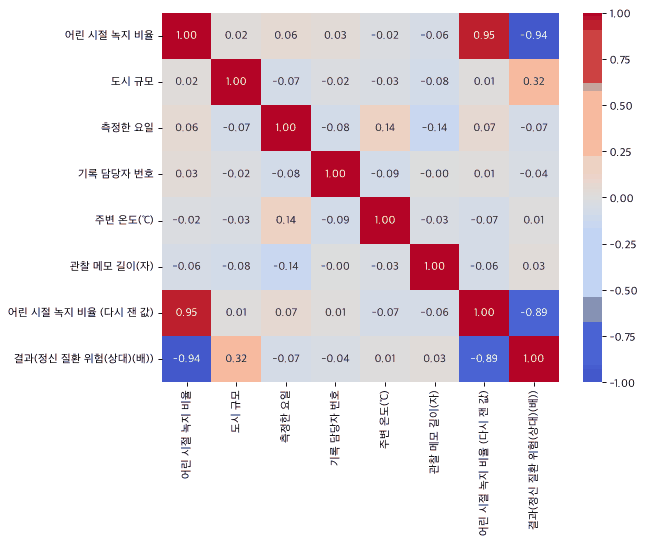 어린 시절 녹지 비율 1.00 0.02 0.06 0.03 −0.02 −0.06 0.95 −0.94
도시 규모 0.02 1.00 −0.07 −0.02 −0.03 −0.08 0.01 0.32
측정한 요일 0.06 −0.07 1.00 −0.08 0.14 −0.14 0.07 −0.07
기록 담당자 번호 0.03 −0.02 −0.08 1.00 −0.09 −0.00 0.01 −0.04
주변 온도(℃) −0.02 −0.03 0.14 −0.09 1.00 −0.03 −0.07 0.01
관찰 메모 길이(자) −0.06 −0.08 −0.14 −0.00 −0.03 1.00 −0.06 0.03
어린 시절 녹지 비율 (다시 잰 값) 0.95 0.01 0.07 0.01 −0.07 −0.06 1.00 −0.89
결과(정신 질환 위험(상대)(배)) −0.94 0.32 −0.07 −0.04 0.01 0.03 −0.89 1.00
어린 시절 녹지 비율
도시 규모
측정한 요일
기록 담당자 번호
주변 온도(℃)
관찰 메모 길이(자)
어린 시절 녹지 비율 (다시 잰 값)
결과(정신 질환 위험(상대)(배))
1.00
0.75
0.50
0.25
0.00
−0.25
−0.50
−0.75
−1.00